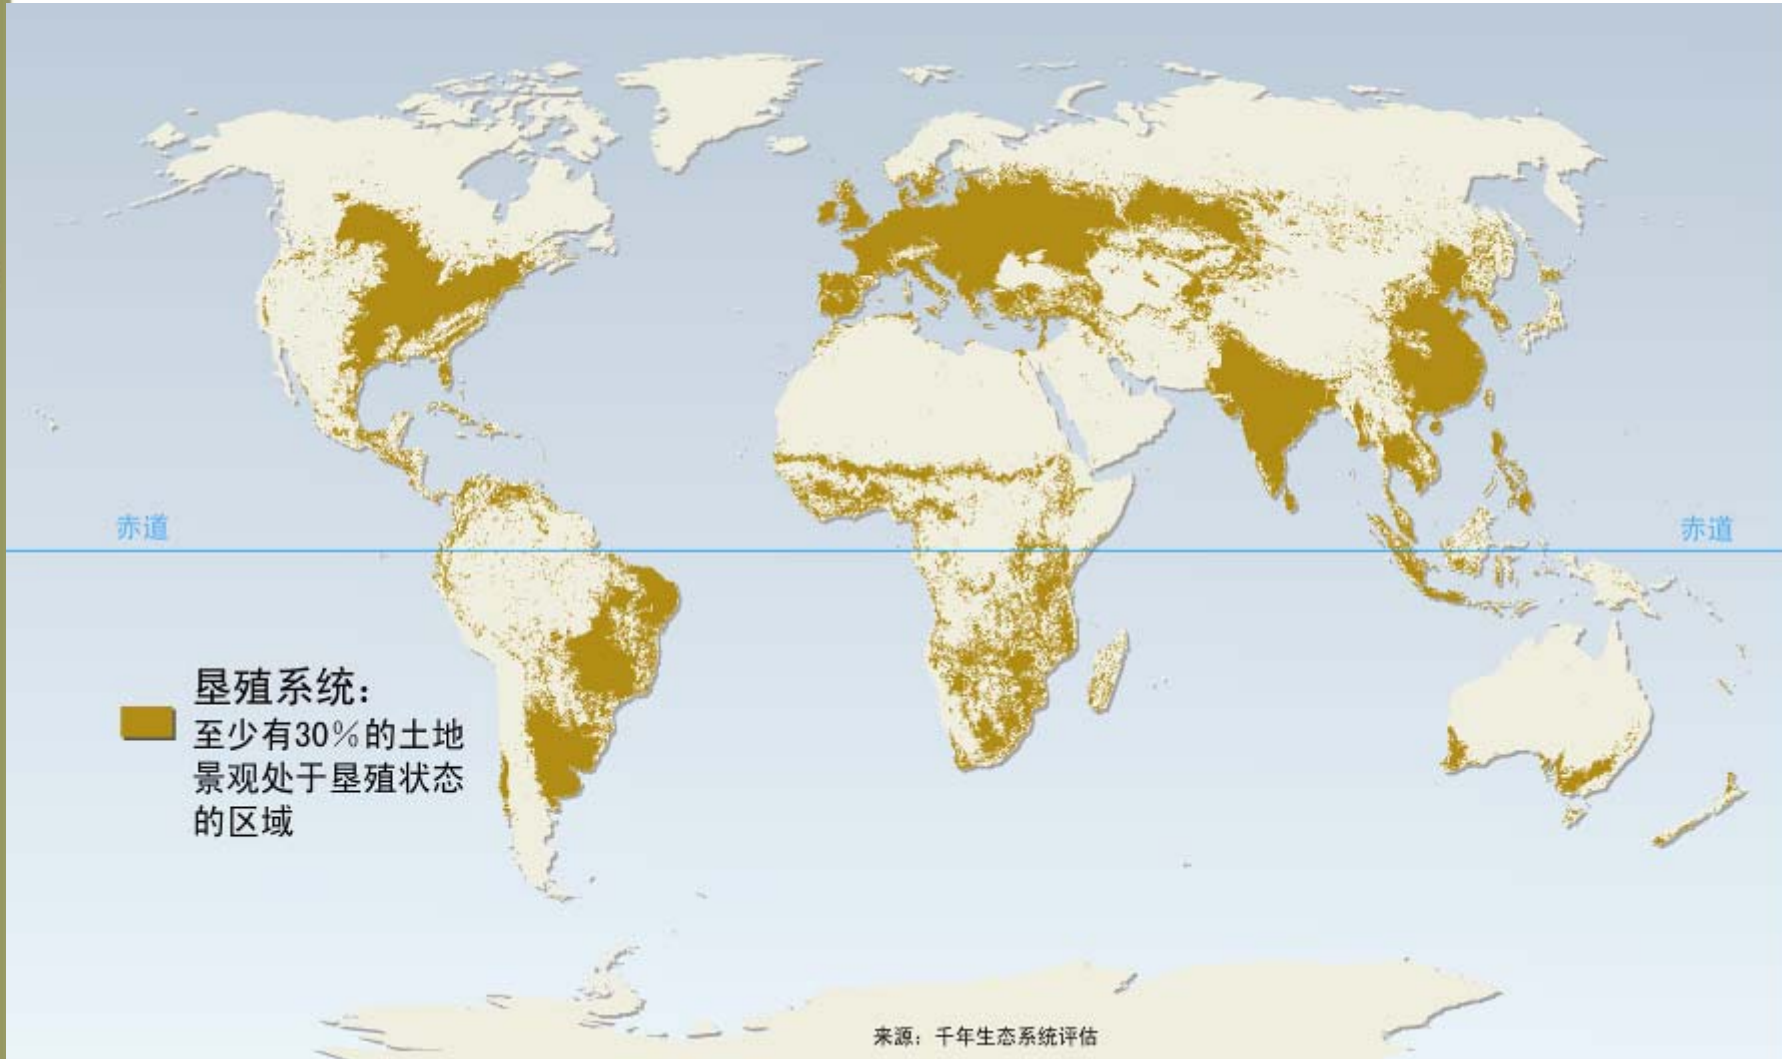 赤道
赤道
垦殖系统：
至少有30%的土地
景观处于垦殖状态
的区域
来源：千年生态系统评估